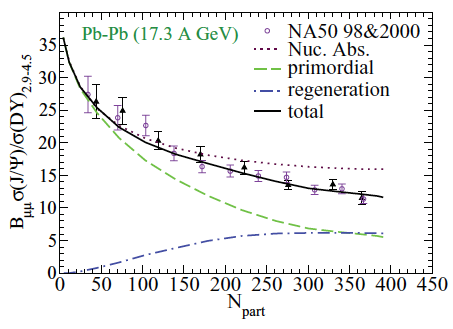 Pb-Pb (17.3 A GeV)
NA50 98&2000
Nuc. Abs.
primordial
regeneration
total
B_μμ σ(J/Ψ)/σ(DY)_2.9-4.5
35
30
25
20
15
10
5
0
0 50 100 150 200 250 300 350 400 450
N_part